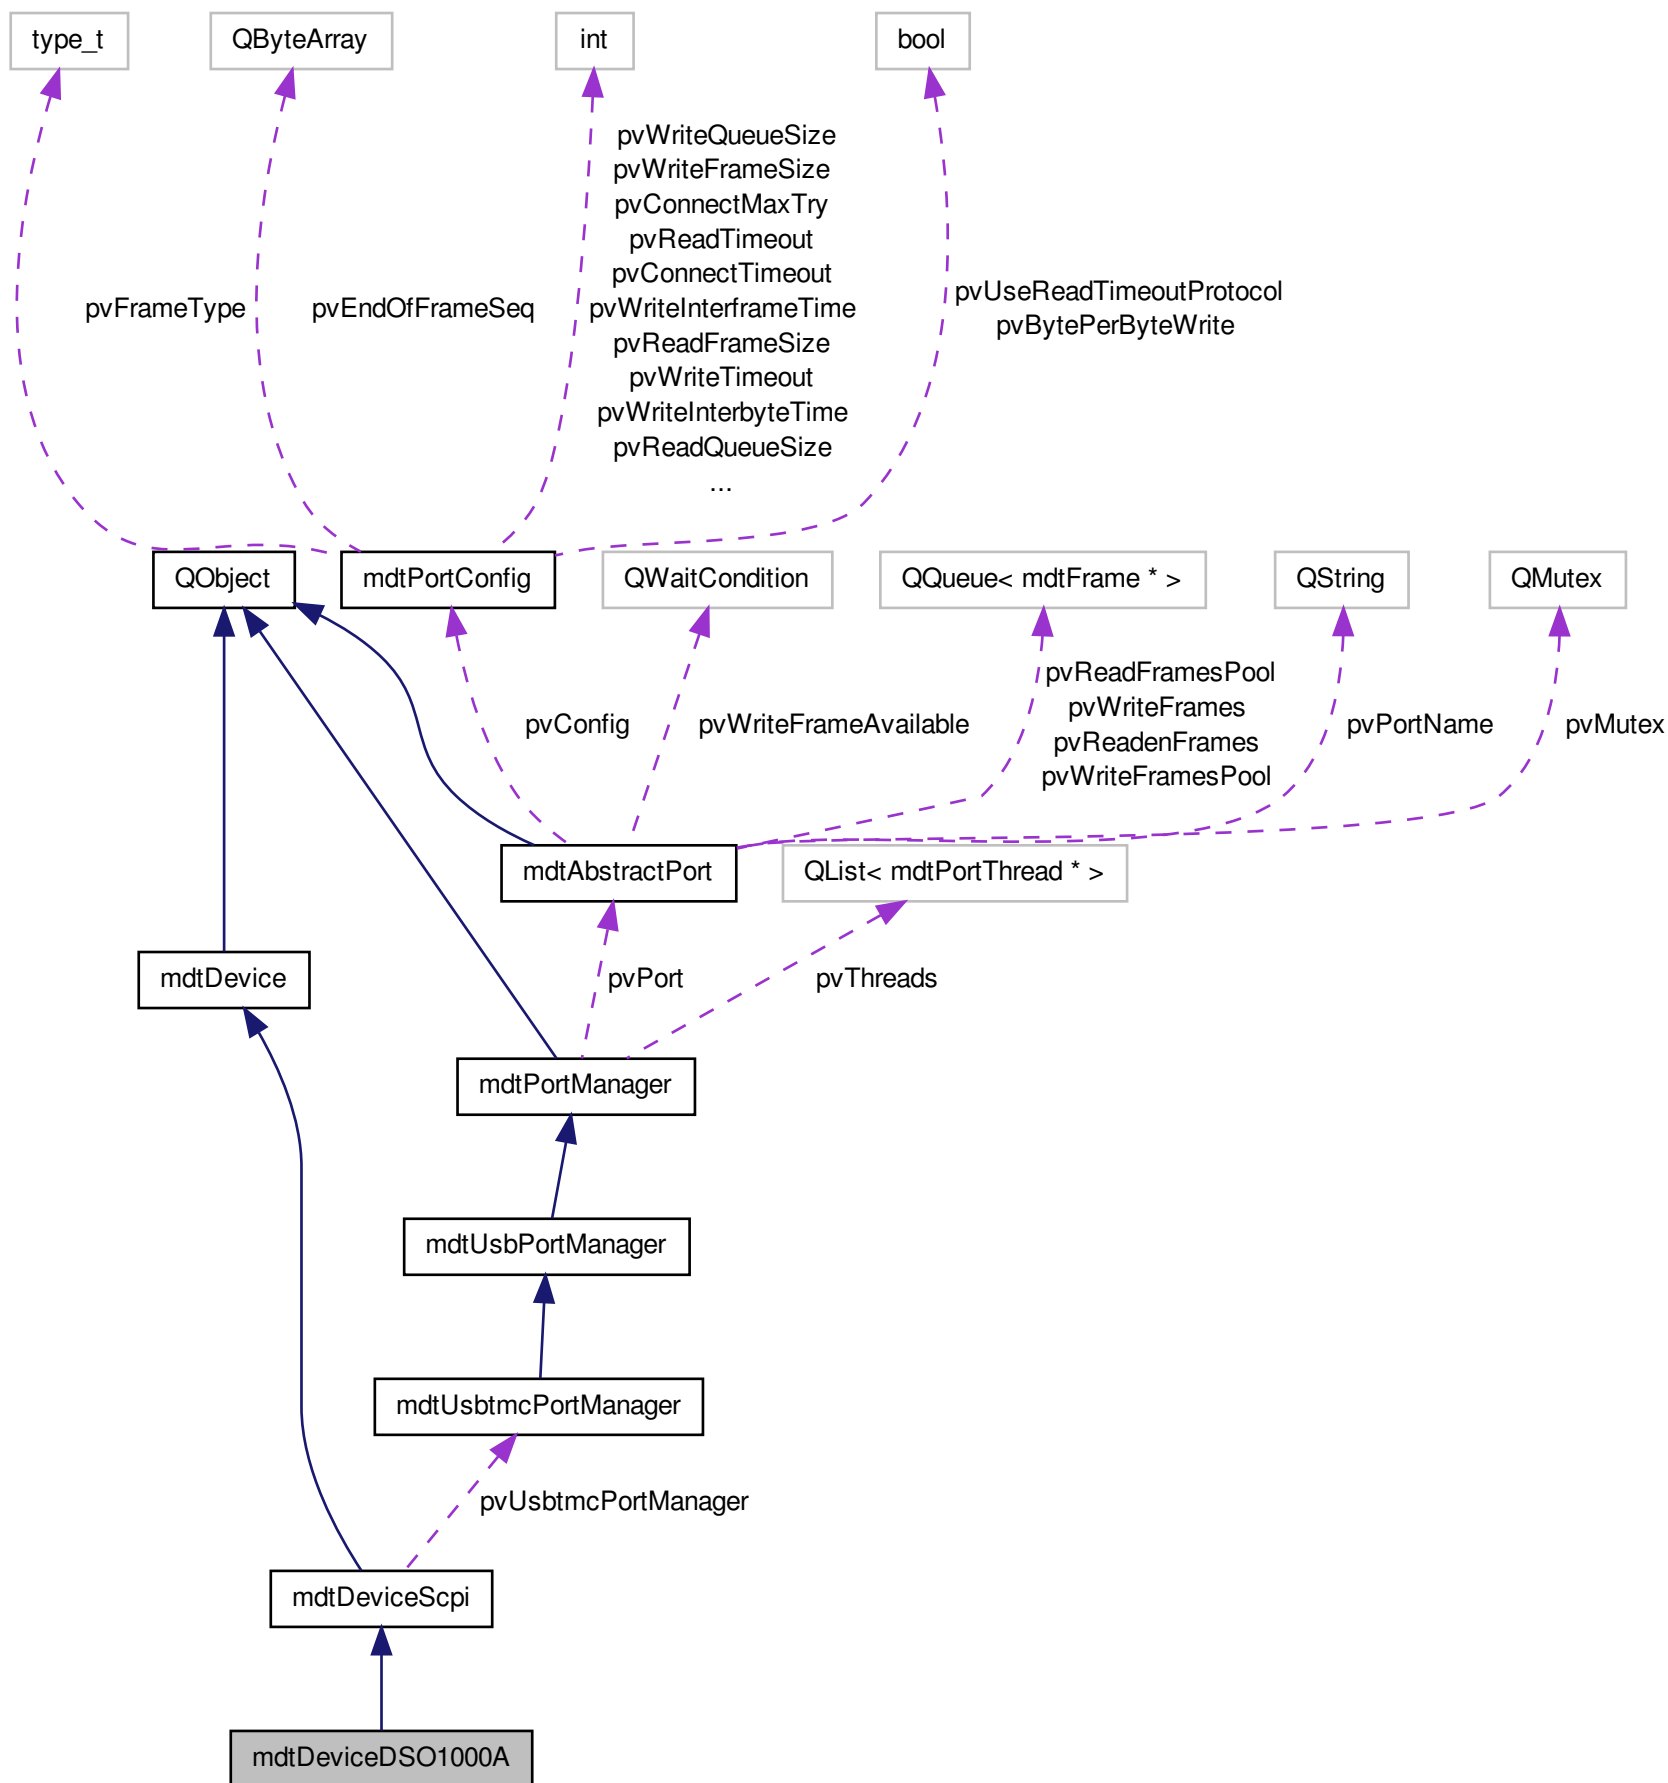 type_t
QByteArray
int
bool
pvWriteQueueSize
pvWriteFrameSize
pvConnectMaxTry
pvReadTimeout
pvConnectTimeout
pvWriteInterframeTime
pvReadFrameSize
pvWriteTimeout
pvWriteInterbyteTime
pvReadQueueSize
...
pvFrameType
pvEndOfFrameSeq
pvUseReadTimeoutProtocol
pvBytePerByteWrite
QObject
mdtPortConfig
QWaitCondition
QQueue< mdtFrame * >
QString
QMutex
pvConfig
pvWriteFrameAvailable
pvReadFramesPool
pvWriteFrames
pvReadenFrames
pvWriteFramesPool
pvPortName
pvMutex
mdtAbstractPort
QList< mdtPortThread * >
mdtDevice
pvPort
pvThreads
mdtPortManager
mdtUsbPortManager
mdtUsbtmcPortManager
pvUsbtmcPortManager
mdtDeviceScpi
mdtDeviceDSO1000A